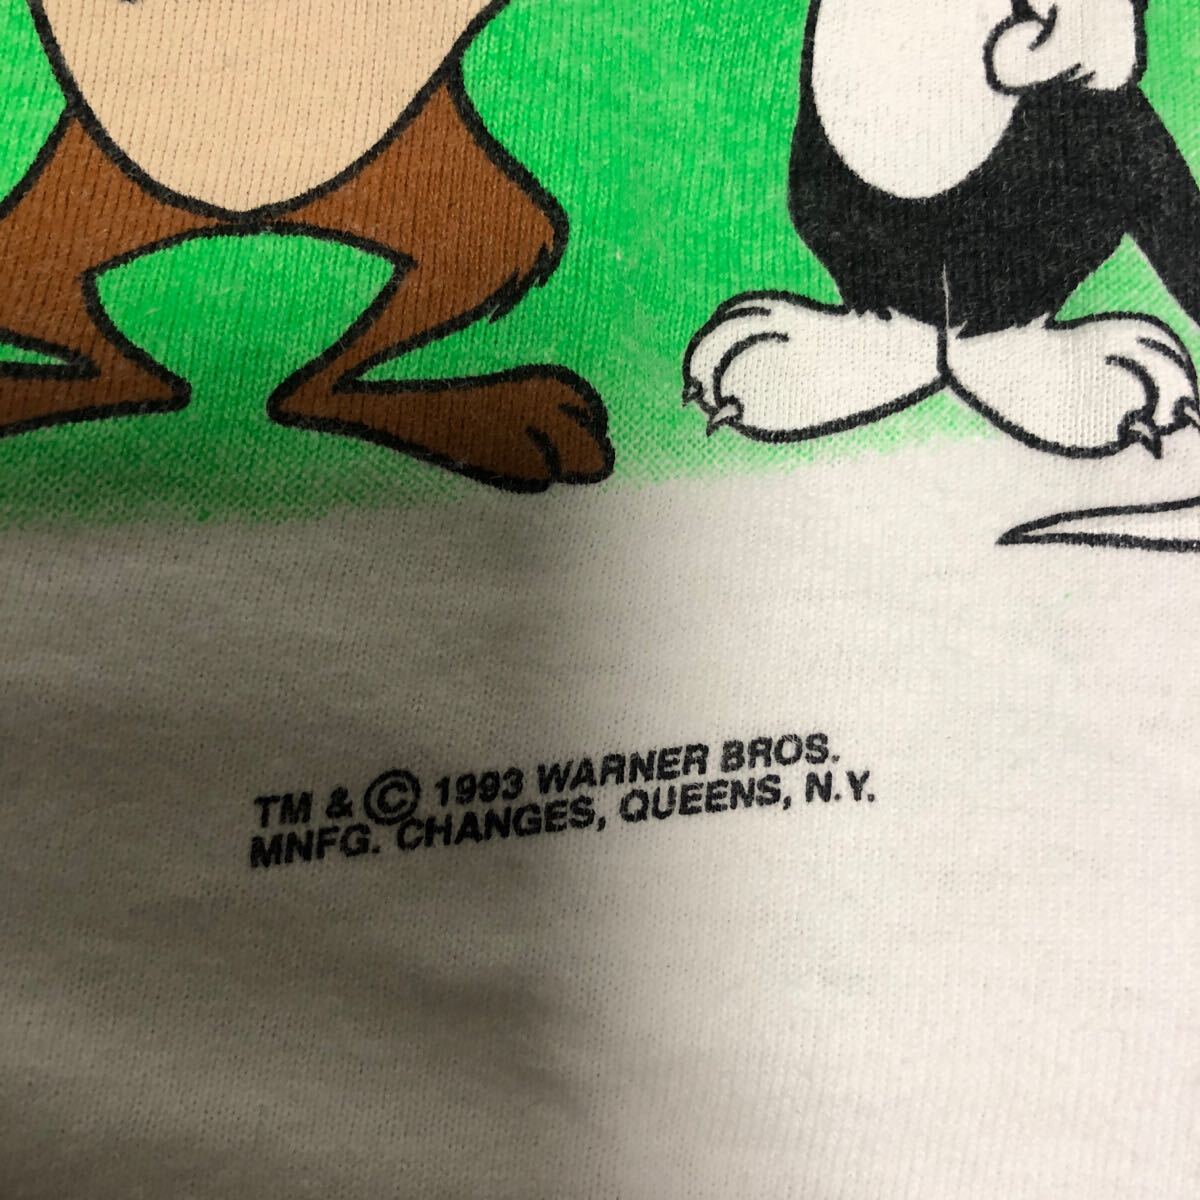 TM & © 1993 WARNER BROS.
MNFG. CHANGES, QUEENS, N.Y.